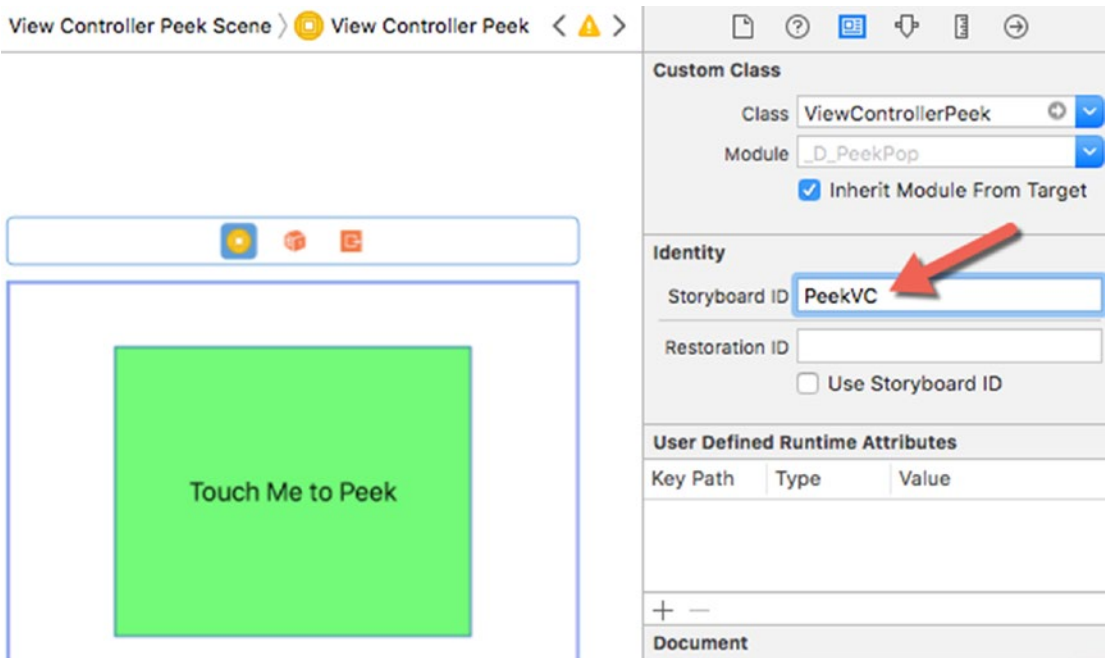 View Controller Peek Scene 〉 View Controller Peek
Custom Class
Class ViewControllerPeek
Module _D_PeekPop
Inherit Module From Target
Identity
Storyboard ID PeekVC
Restoration ID
Use Storyboard ID
User Defined Runtime Attributes
Key Path Type Value
Touch Me to Peek
Document